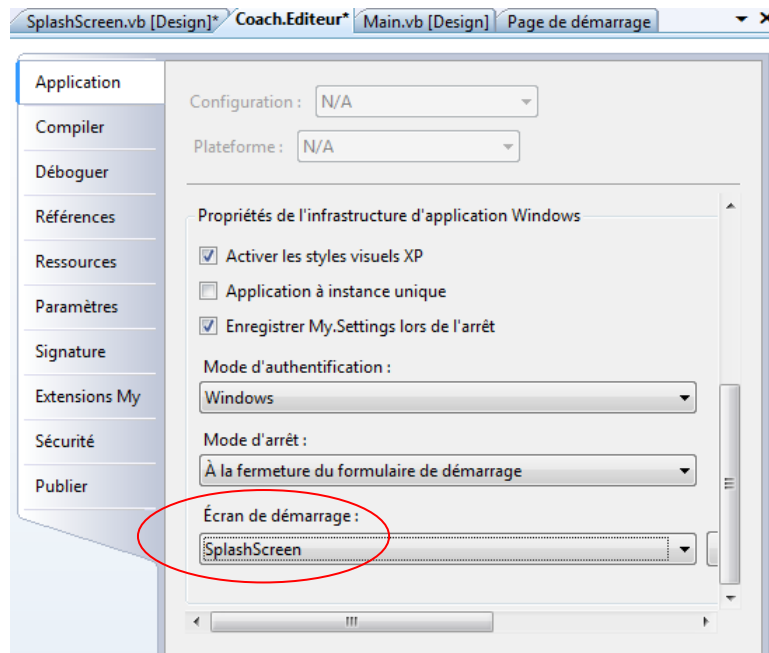 SplashScreen.vb [Design]* Coach.Editeur* Main.vb [Design] Page de démarrage
Application
Compiler
Déboguer
Références
Ressources
Paramètres
Signature
Extensions My
Sécurité
Publier
Configuration : N/A
Plateforme : N/A
Propriétés de l'infrastructure d'application Windows
Activer les styles visuels XP
Application à instance unique
Enregistrer My.Settings lors de l'arrêt
Mode d'authentification :
Windows
Mode d'arrêt :
À la fermeture du formulaire de démarrage
Écran de démarrage :
SplashScreen